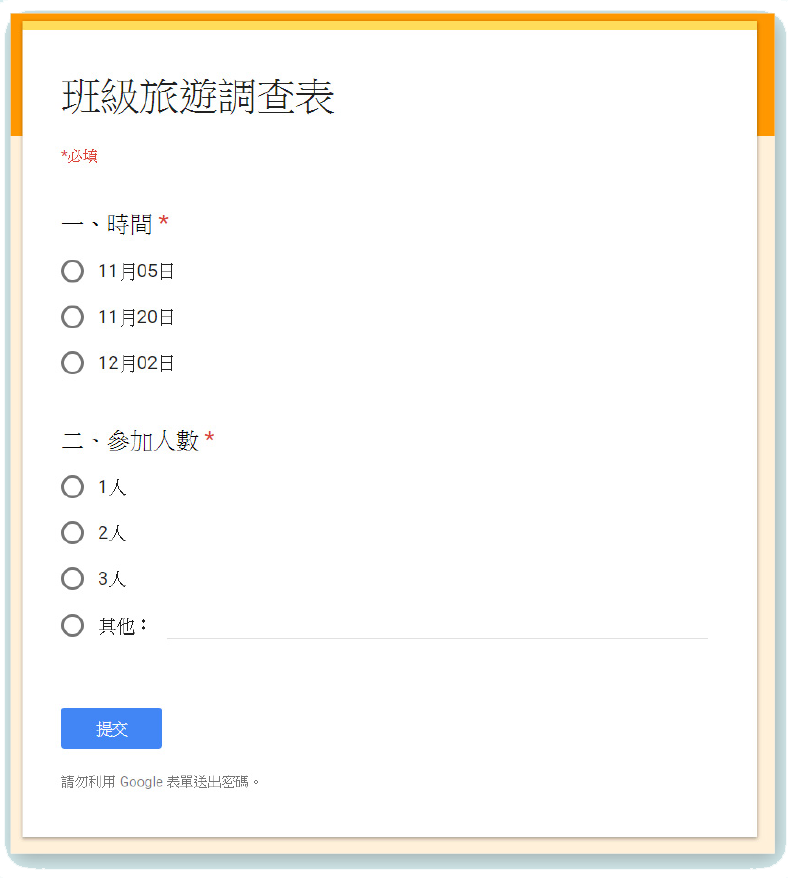 班級旅遊調查表
*必填
一、時間 *
11月05日
11月20日
12月02日
二、參加人數 *
1人
2人
3人
其他：
提交
請勿利用 Google 表單送出密碼。